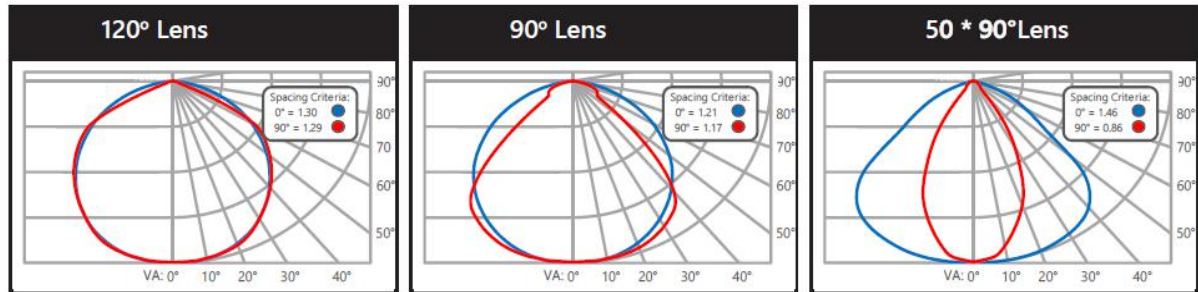 120º Lens
Spacing Criteria:
0° = 1.30
90° = 1.29
90°
80°
70
60°
50°
VA: 0° 10° 20° 30° 40°
90º Lens
Spacing Criteria:
0° = 1.21
90° = 1.17
90°
80°
70
60°
50°
VA: 0° 10° 20° 30° 40°
50 * 90°Lens
Spacing Criteria:
0° = 1.46
90° = 0.86
90°
80°
70
60°
50°
VA: 0° 10° 20° 30° 40°